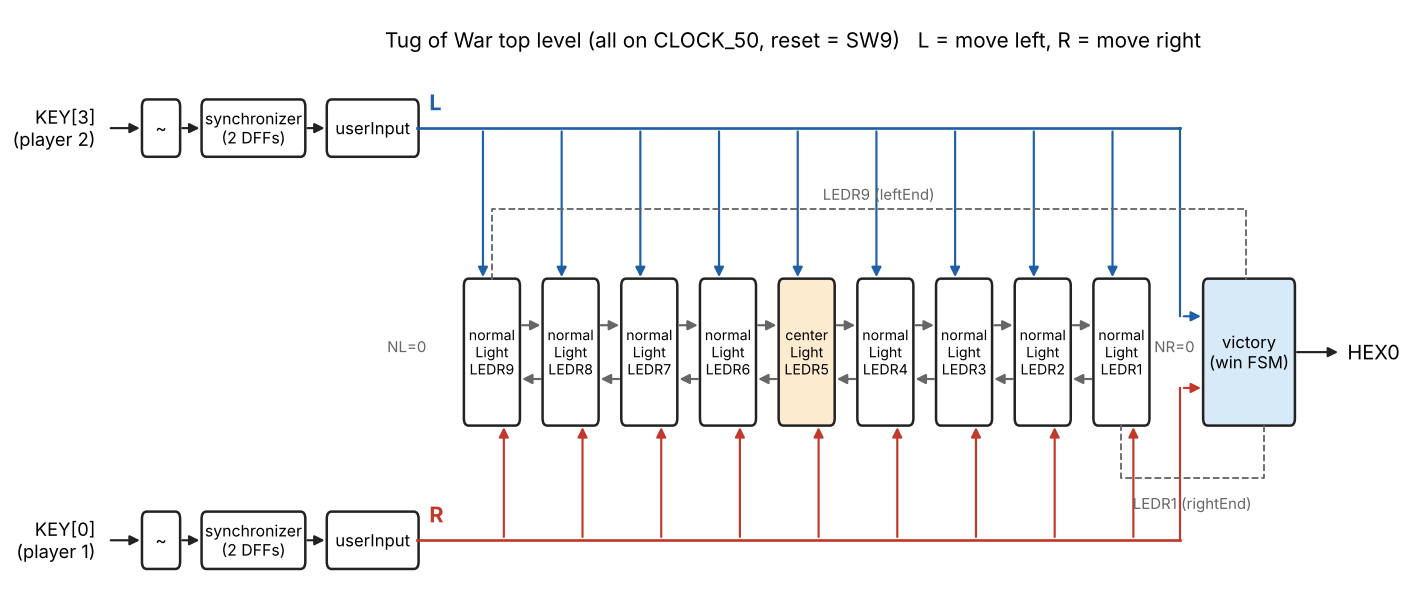 Tug of War top level (all on CLOCK_50, reset = SW9)   L = move left, R = move right
KEY[3]
(player 2)
~
synchronizer
(2 DFFs)
userInput
L
LEDR9 (leftEnd)
NL=0
normal
Light
LEDR9
normal
Light
LEDR8
normal
Light
LEDR7
normal
Light
LEDR6
center
Light
LEDR5
normal
Light
LEDR4
normal
Light
LEDR3
normal
Light
LEDR2
normal
Light
LEDR1
NR=0
victory
(win FSM)
HEX0
LEDR1 (rightEnd)
KEY[0]
(player 1)
~
synchronizer
(2 DFFs)
userInput
R